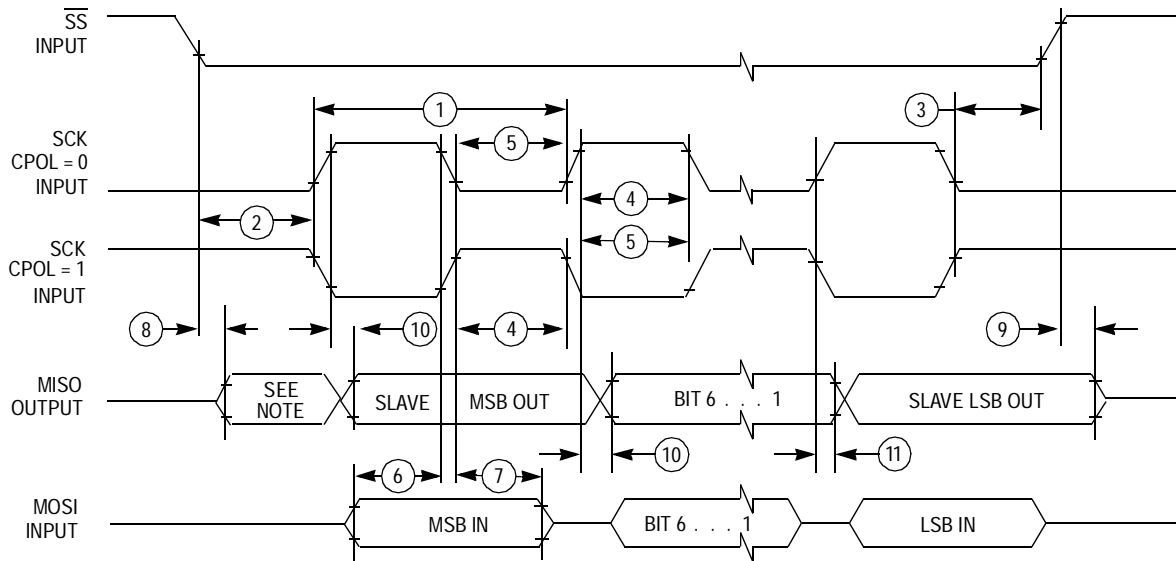 SS
INPUT
1
3
5
SCK
CPOL = 0
INPUT
4
2
5
SCK
CPOL = 1
INPUT
8
10
4
9
MISO
OUTPUT
SEE
NOTE
SLAVE MSB OUT
BIT 6 . . . 1
SLAVE LSB OUT
10
11
6
7
MOSI
INPUT
MSB IN
BIT 6 . . . 1
LSB IN